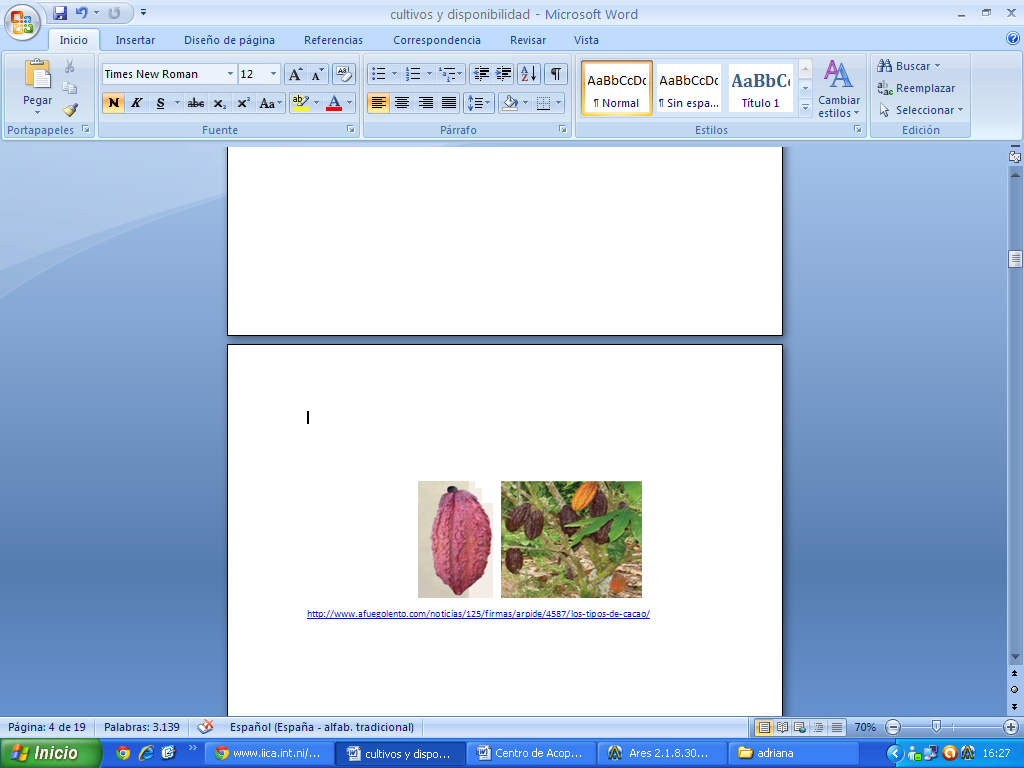 cultivos y disponibilidad - Microsoft Word
Inicio Insertar Diseño de página Referencias Correspondencia Revisar Vista
Pegar
Portapapeles
Times New Roman 12
N K S abc x₂ x² Aa
Fuente
Párrafo
AaBbCcDc AaBbCcDc AaBbC
¶ Normal ¶ Sin espa... Título 1
Cambiar estilos
Estilos
Buscar
Reemplazar
Seleccionar
Edición
http://www.afuegolento.com/noticias/125/firmas/arpide/4587/los-tipos-de-cacao/
Página: 4 de 19 Palabras: 3.139 Español (España - alfab. tradicional) 70%
Inicio www.iica.int.ni/... cultivos y dispo... Centro de Acop... Ares 2.1.8.30... adriana 16:27